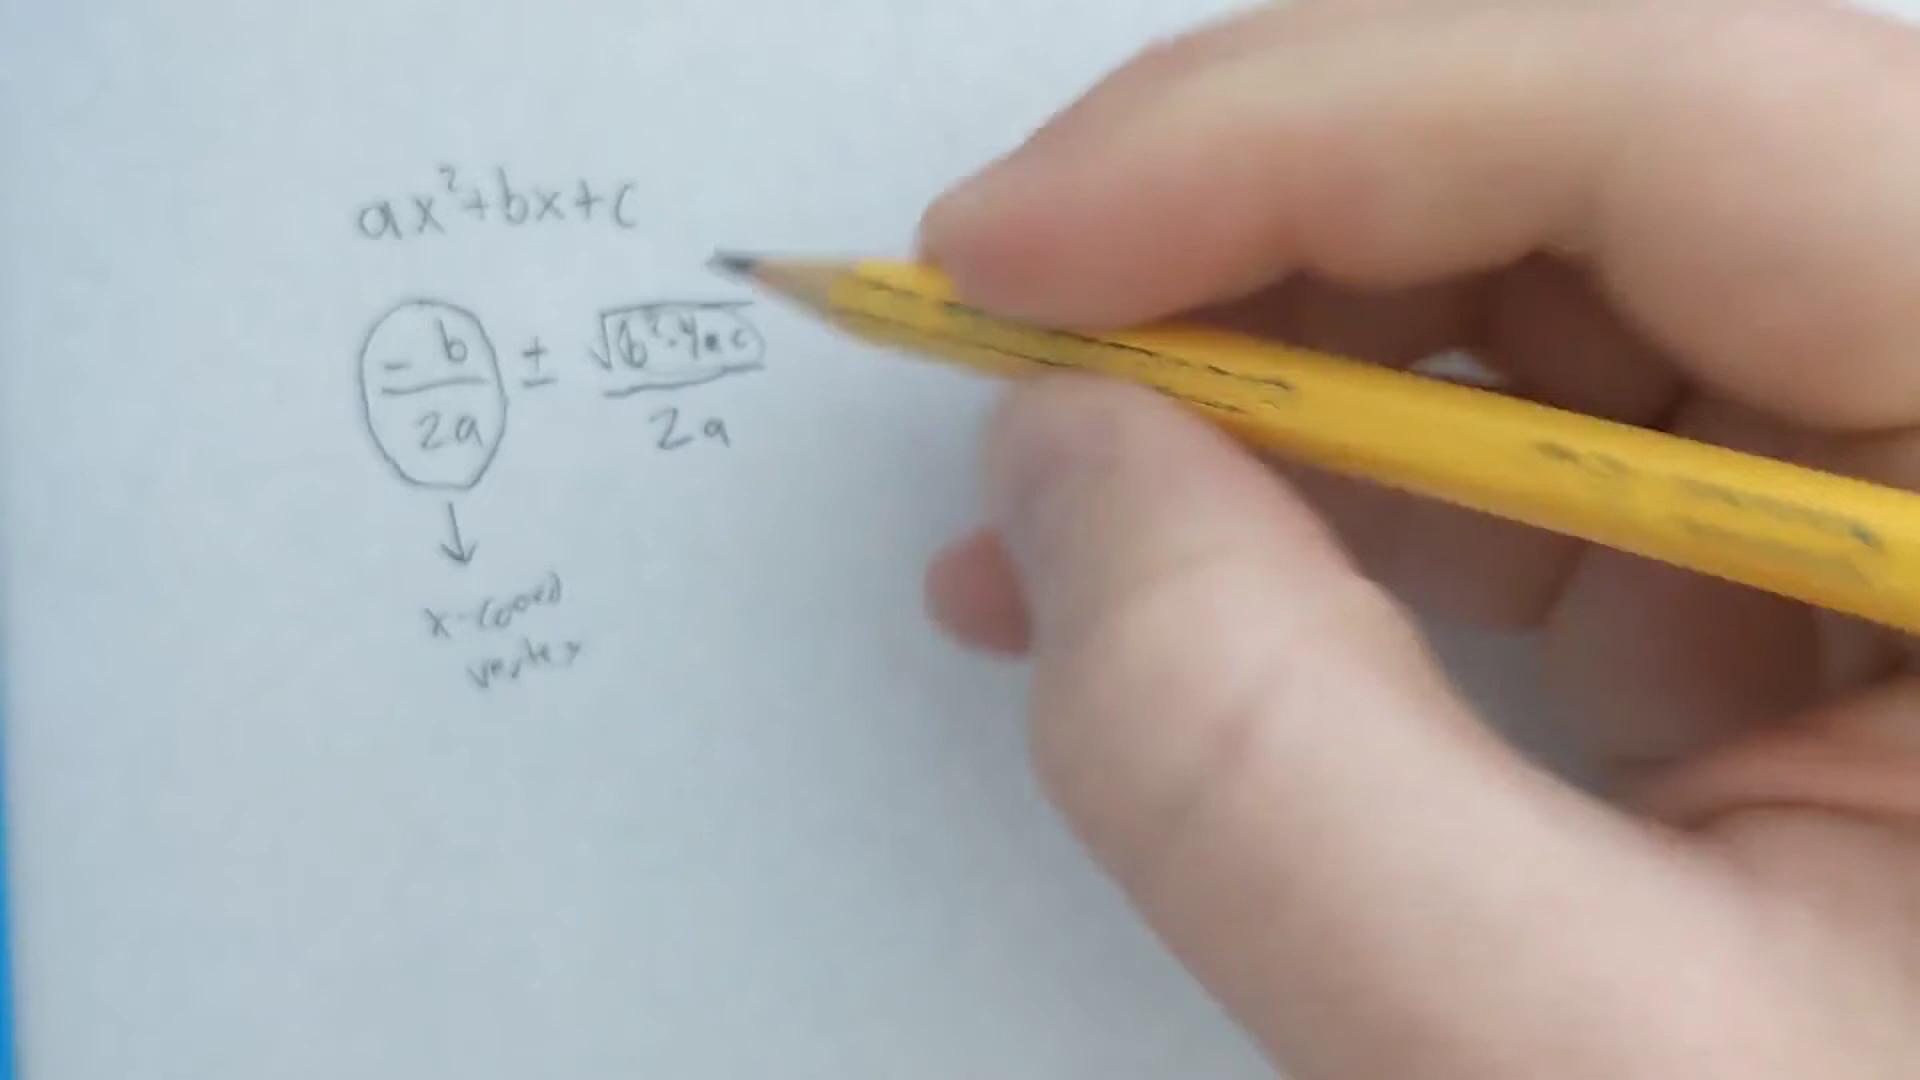 ax²+bx+c
-b/2a ± √(b²-4ac)/2a
x-coord
vertex